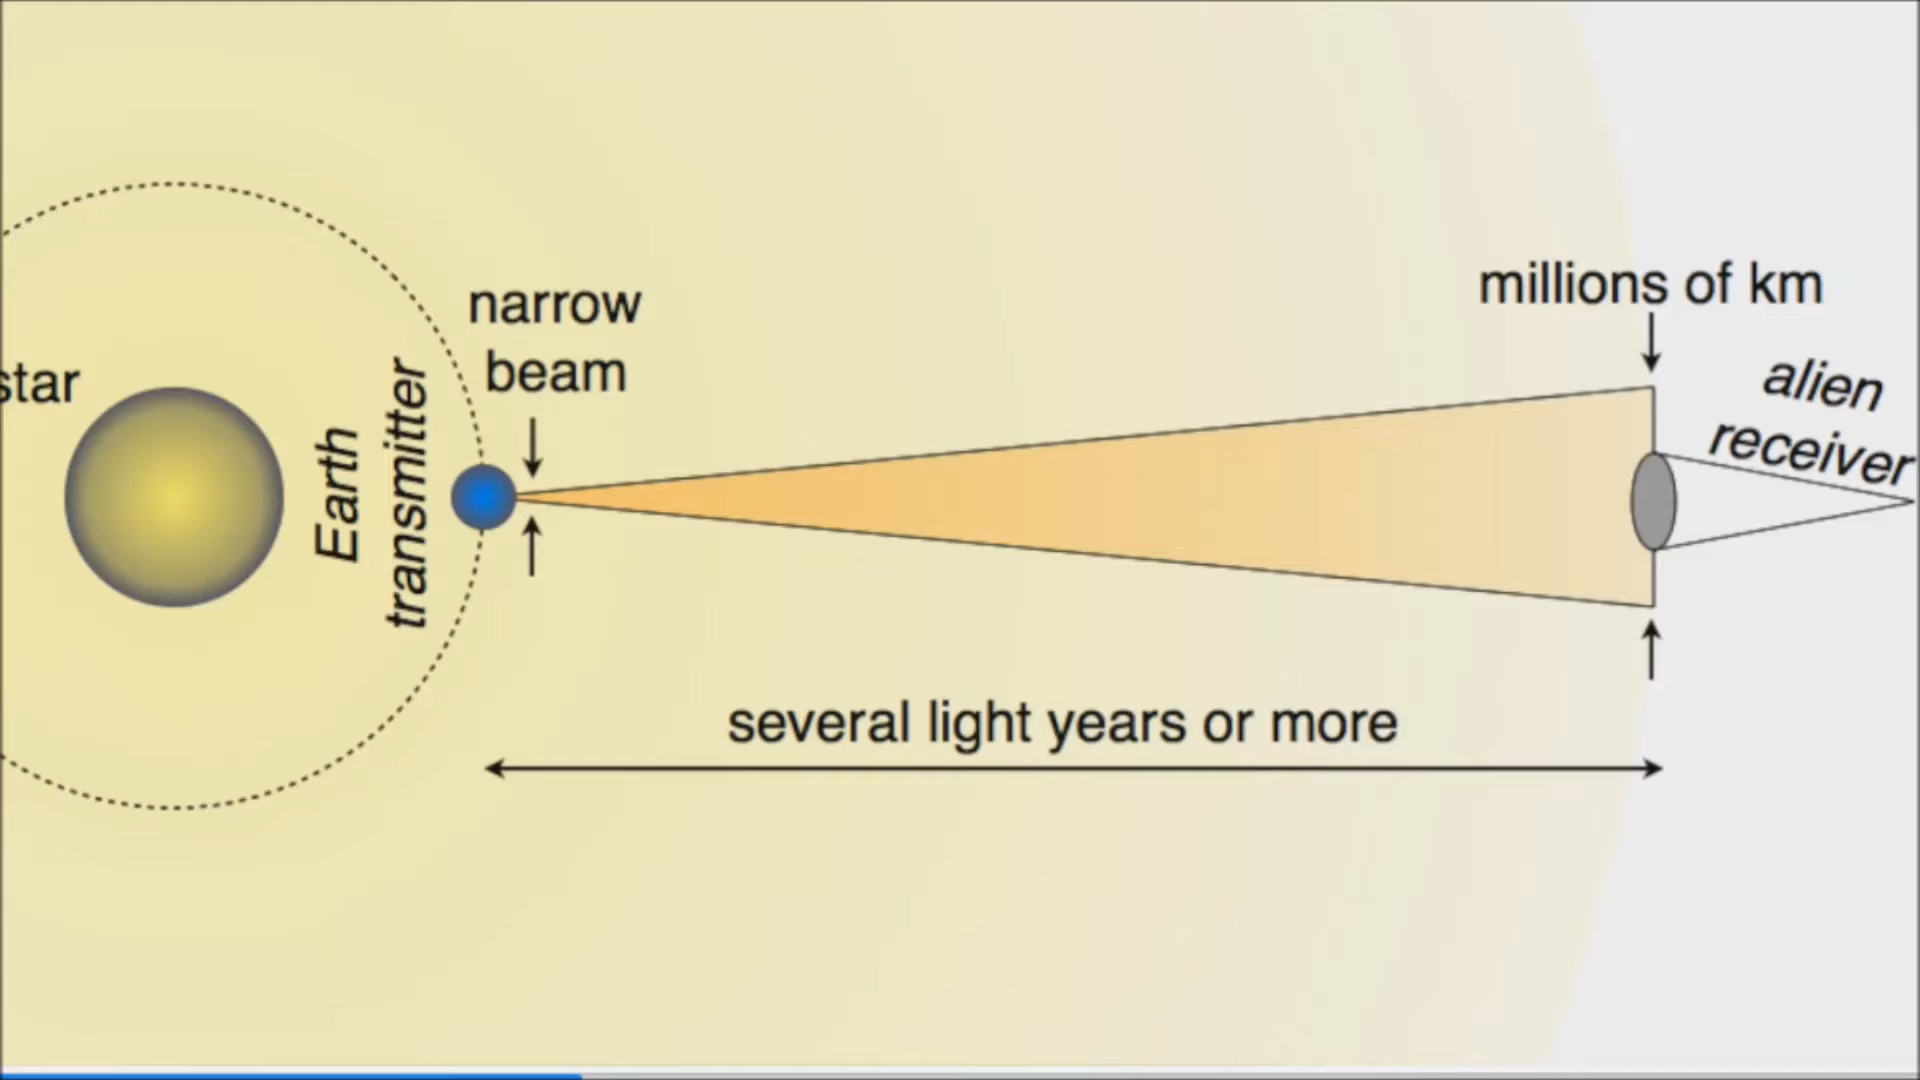 star
Earth
transmitter
narrow
beam
millions of km
alien
receiver
several light years or more